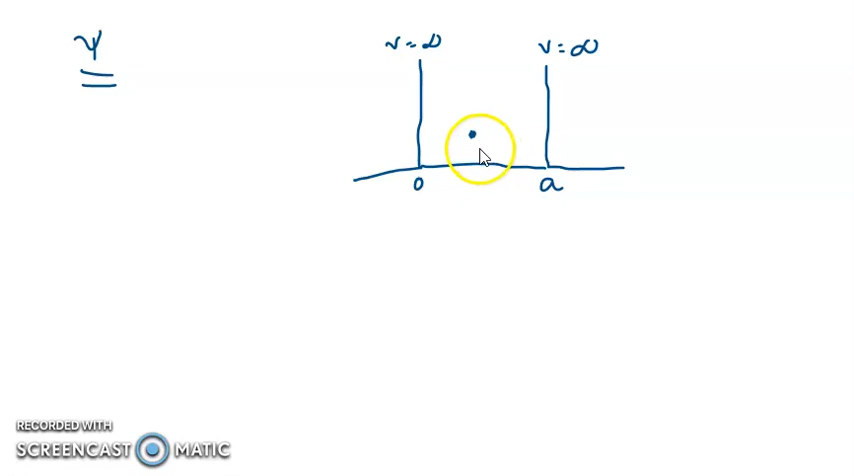 ψ
v = ∞
v = ∞
0
a
RECORDED WITH
SCREENCAST MATIC